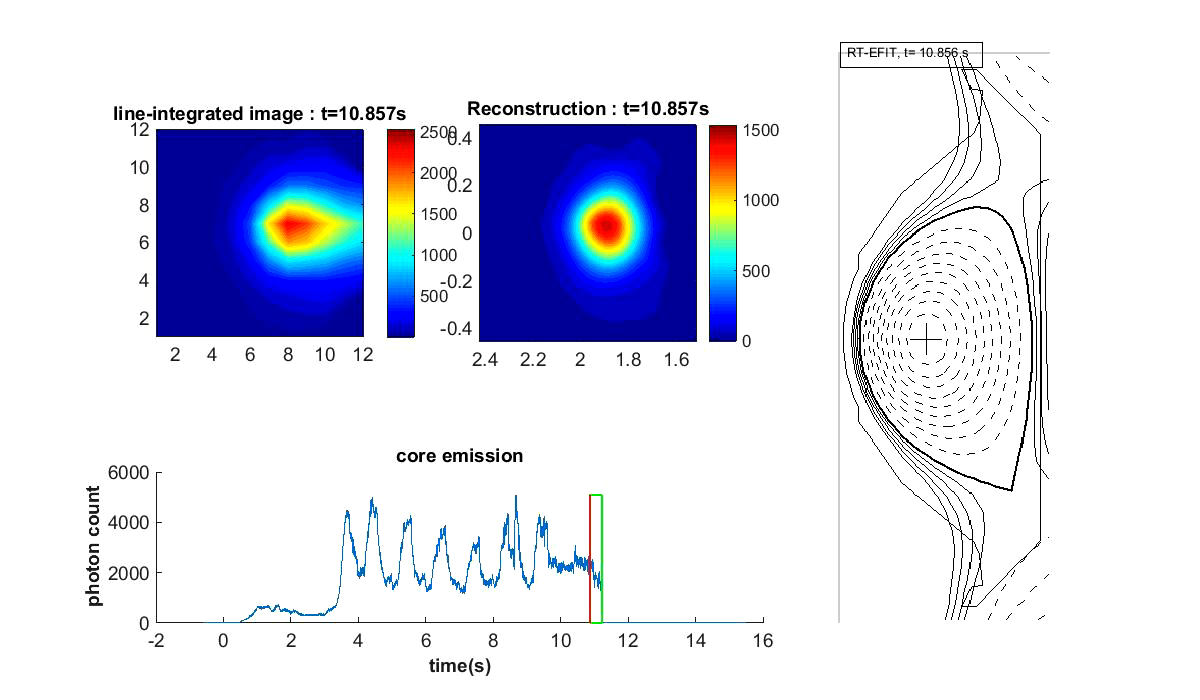 RT-EFIT, t= 10.856 s
line-integrated image : t=10.857s
12
10
8
6
4
2
2 4 6 8 10 12
2500
2000
1500
1000
500
Reconstruction : t=10.857s
0.4
0.2
0
-0.2
-0.4
2.4 2.2 2 1.8 1.6
1500
1000
500
0
core emission
photon count
6000
4000
2000
0
-2 0 2 4 6 8 10 12 14 16
time(s)